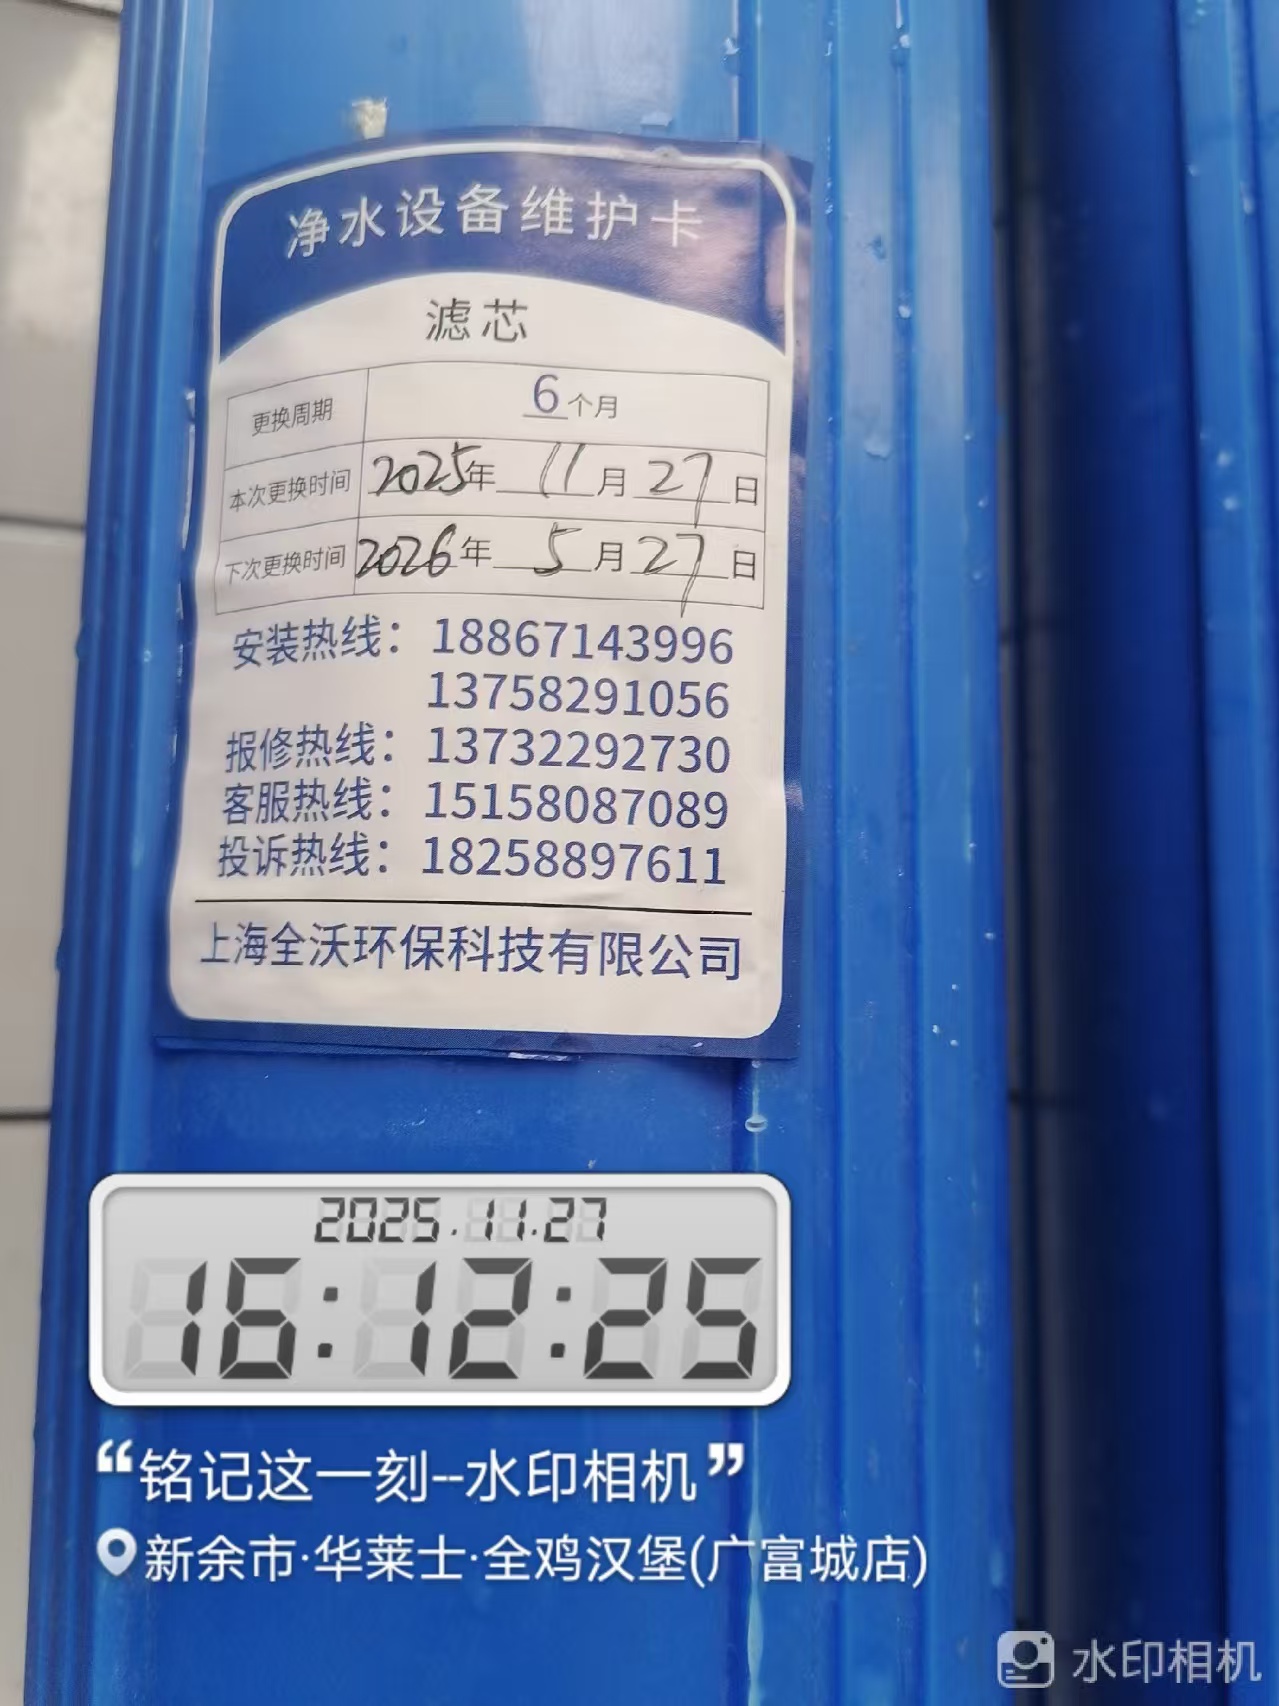 净水设备维护卡
滤芯
更换周期 6个月
本次更换时间 2025年 11月27日
下次更换时间 2026年 5月27日
安装热线：18867143996
13758291056
报修热线：13732292730
客服热线：15158087089
投诉热线：18258897611
上海全沃环保科技有限公司
2025.11.27
16:12:25
“铭记这一刻--水印相机”
新余市·华莱士·全鸡汉堡(广富城店)
水印相机